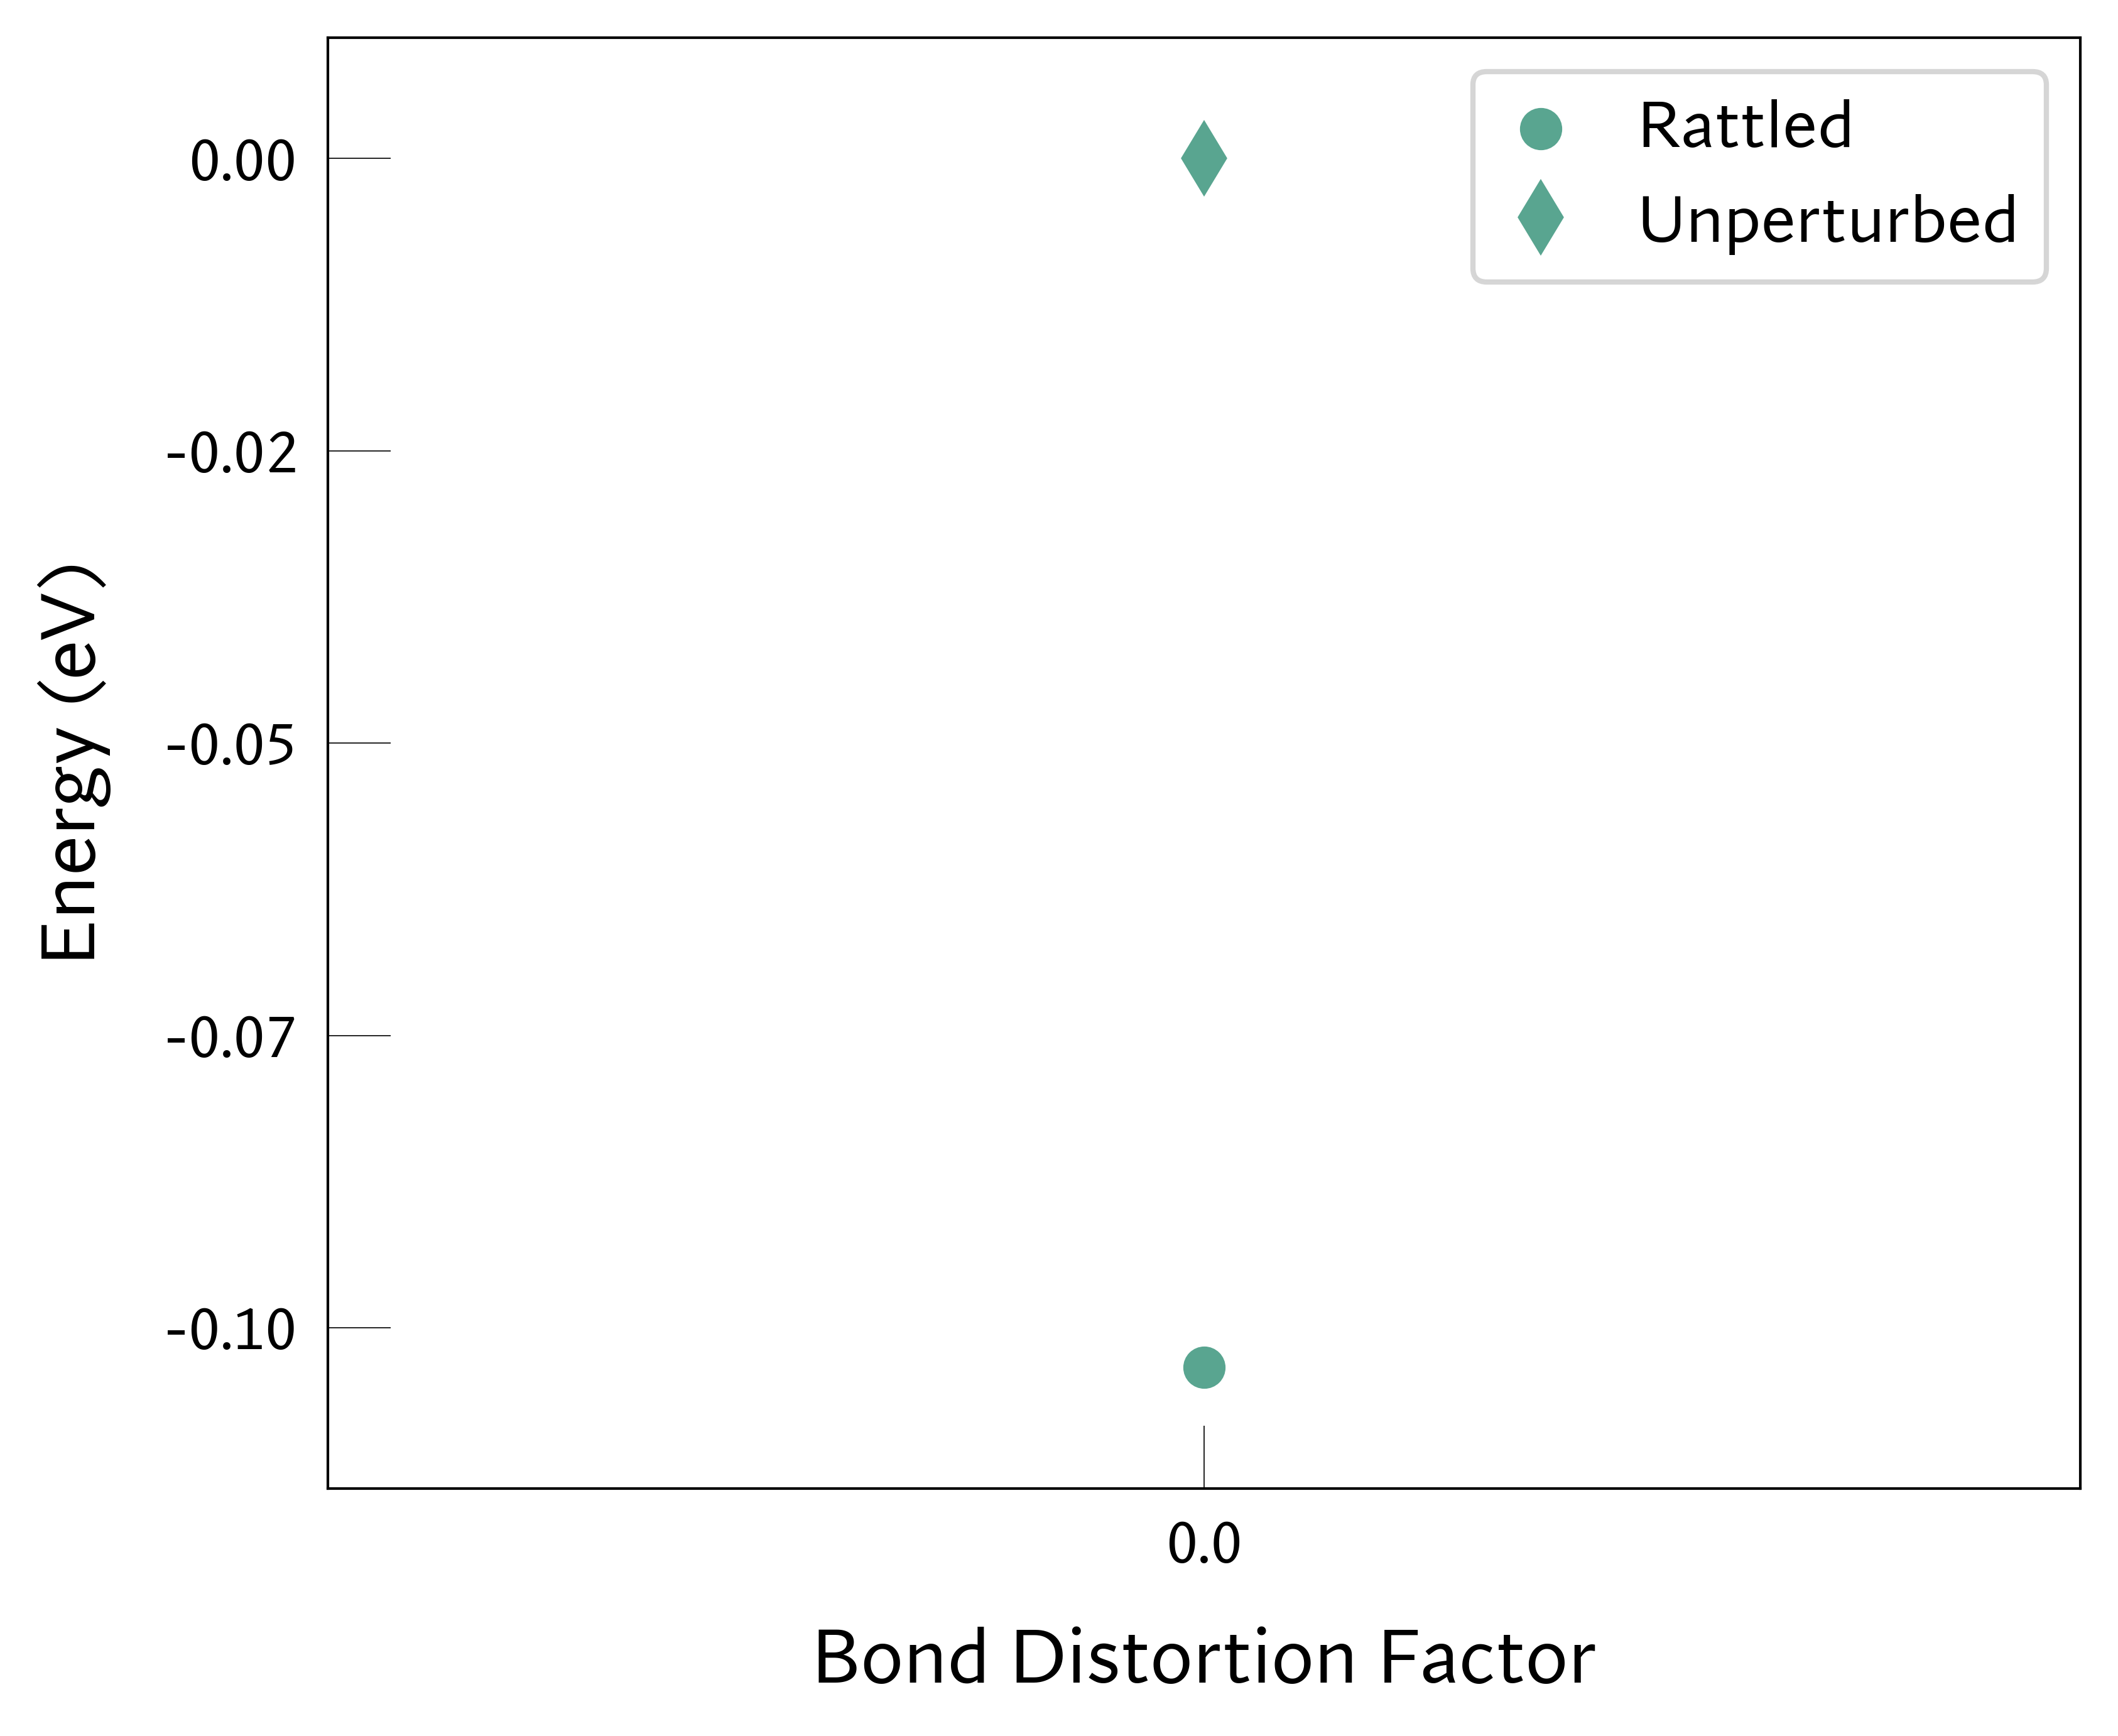 Rattled
Unperturbed
0.00
-0.02
-0.05
-0.07
-0.10
Energy (eV)
0.0
Bond Distortion Factor